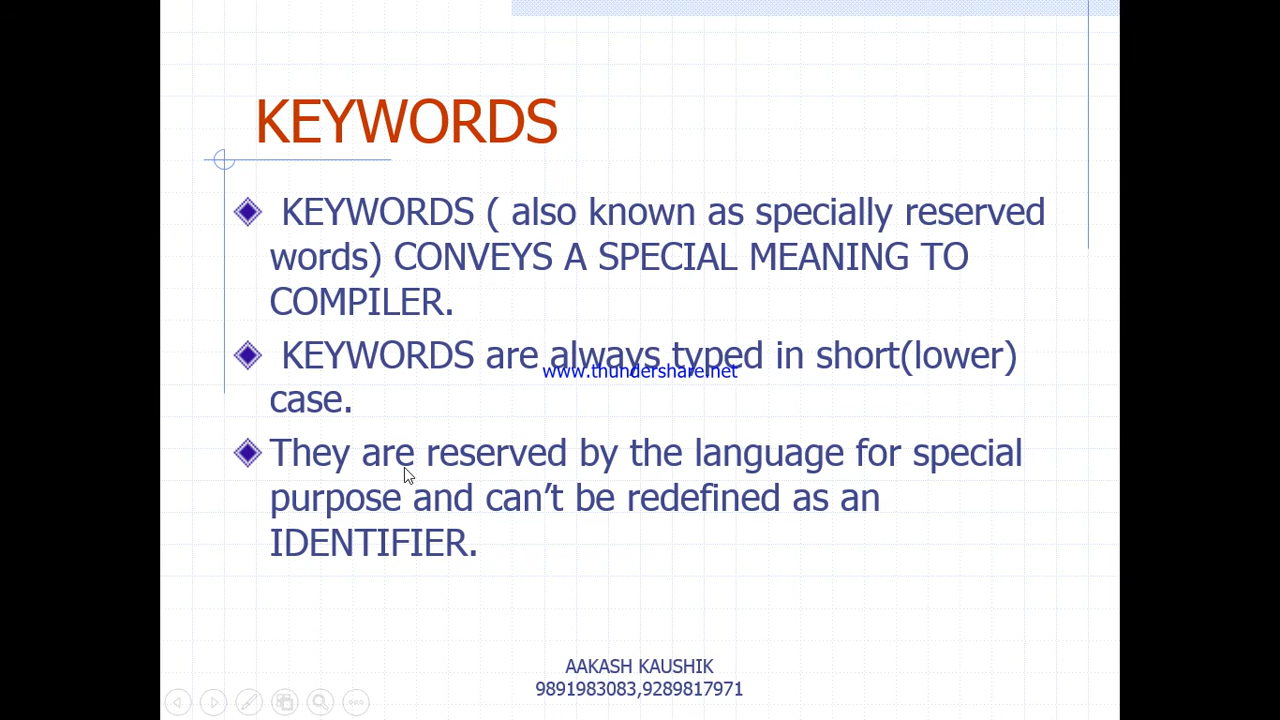 KEYWORDS
KEYWORDS ( also known as specially reserved
words) CONVEYS A SPECIAL MEANING TO
COMPILER.
KEYWORDS are always typed in short(lower)
www.thundershare.net
case.
They are reserved by the language for special
purpose and can’t be redefined as an
IDENTIFIER.
AAKASH KAUSHIK
9891983083,9289817971